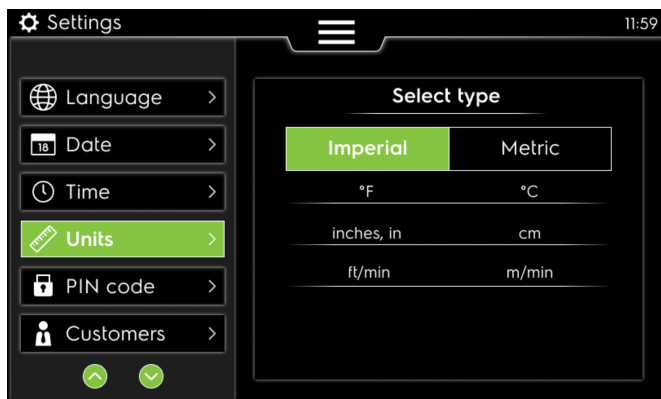 Settings
11:59
Language
18
Date
Time
Units
PIN code
Customers
Select type
Imperial Metric
°F °C
inches, in cm
ft/min m/min